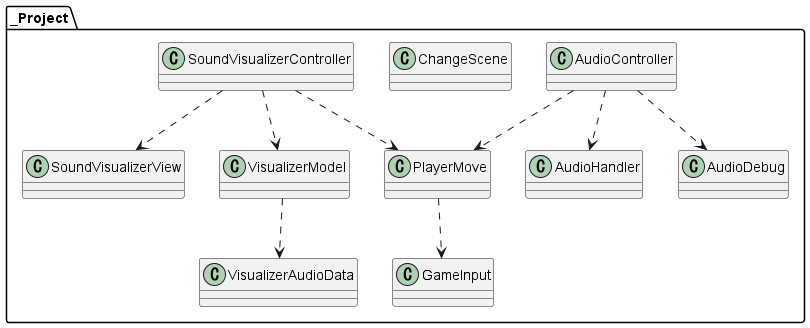 _Project
C SoundVisualizerController
C ChangeScene
C AudioController
C SoundVisualizerView
C VisualizerModel
C PlayerMove
C AudioHandler
C AudioDebug
C VisualizerAudioData
C GameInput